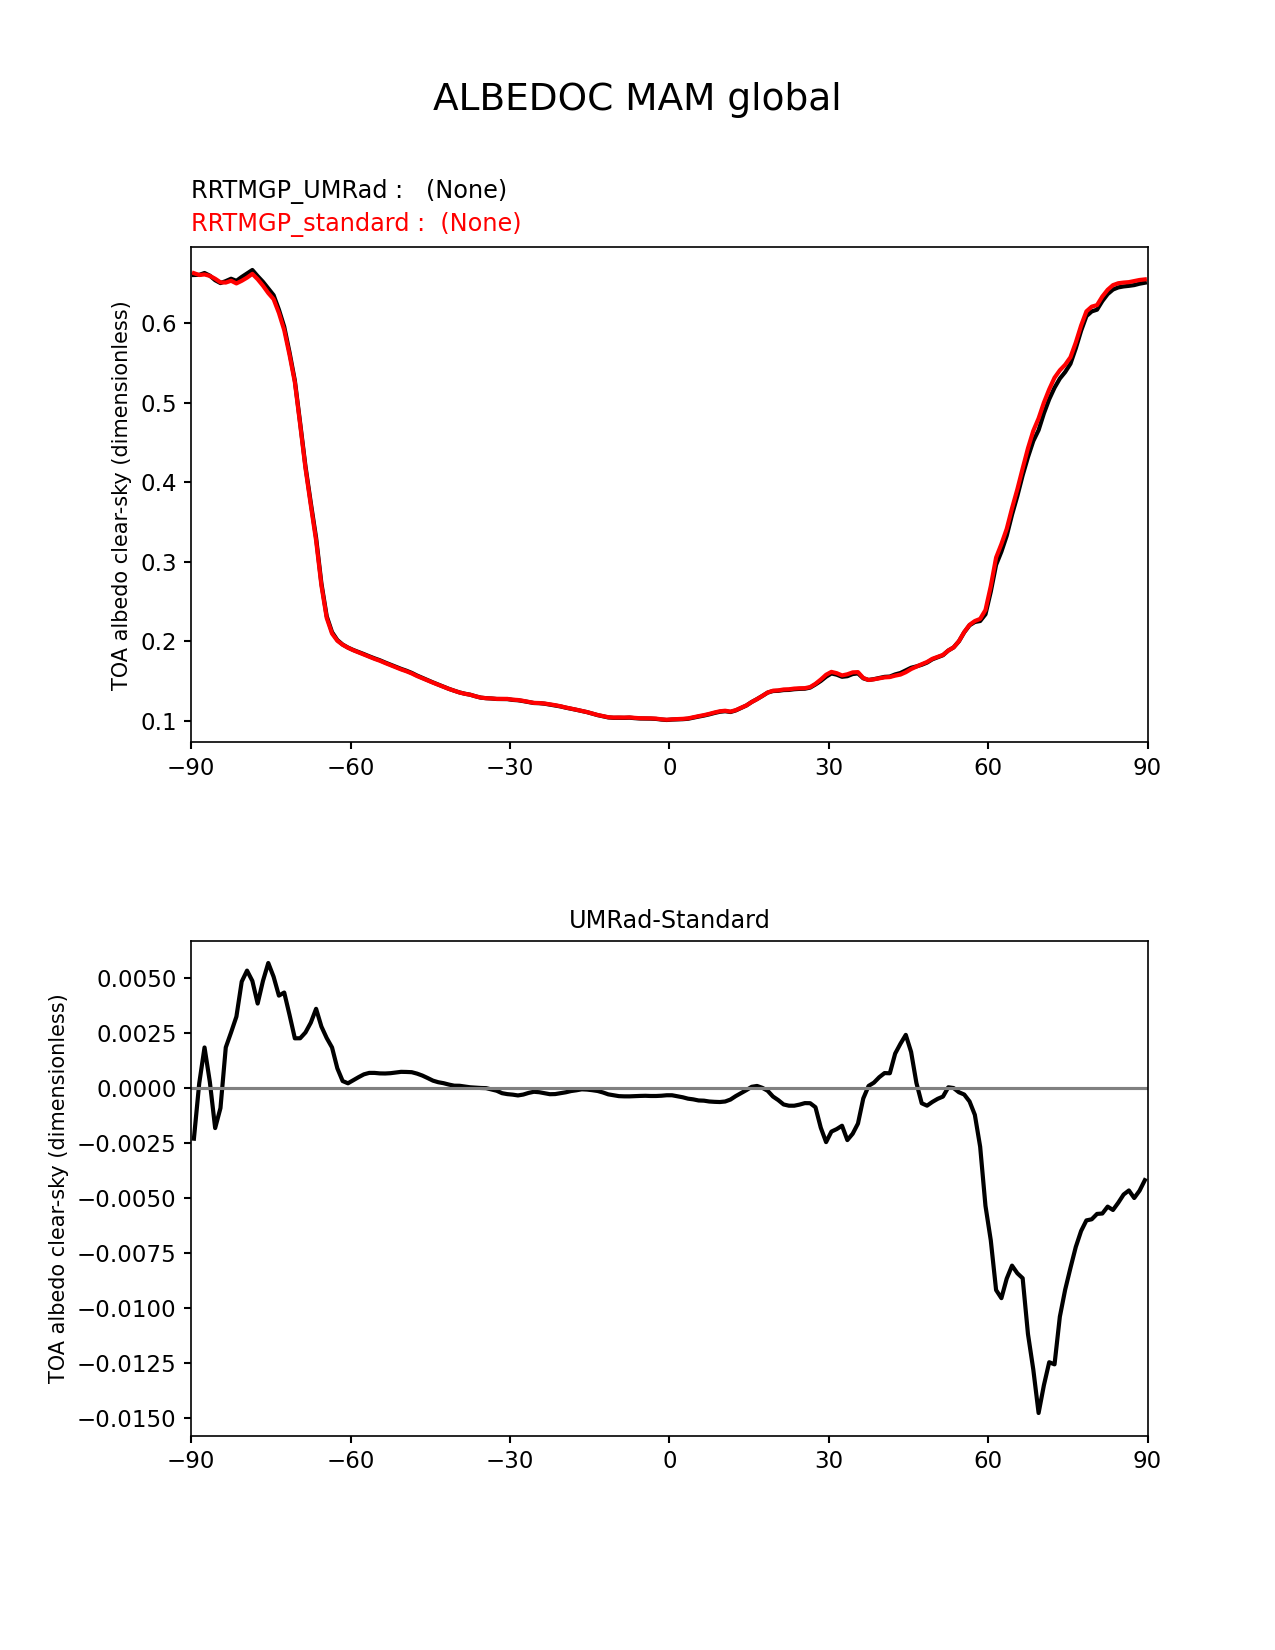 ALBEDOC MAM global
RRTMGP_UMRad :   (None)
RRTMGP_standard :  (None)
TOA albedo clear-sky (dimensionless)
0.6
0.5
0.4
0.3
0.2
0.1
−90 −60 −30 0 30 60 90
UMRad-Standard
TOA albedo clear-sky (dimensionless)
0.0050
0.0025
0.0000
−0.0025
−0.0050
−0.0075
−0.0100
−0.0125
−0.0150
−90 −60 −30 0 30 60 90